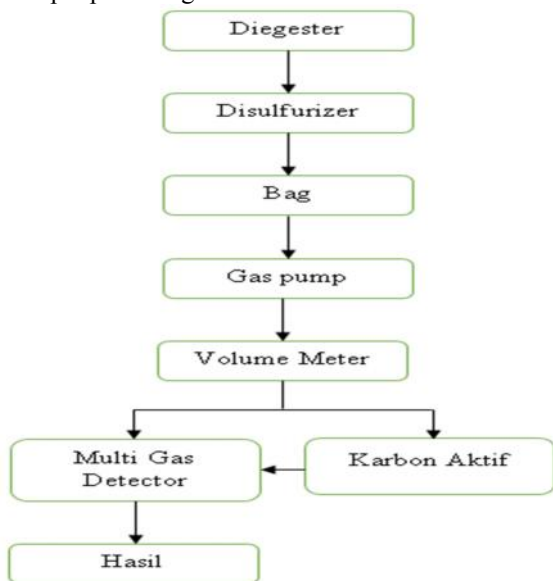 Diegester
Disulfurizer
Bag
Gas pump
Volume Meter
Multi Gas
Detector
Karbon Aktif
Hasil